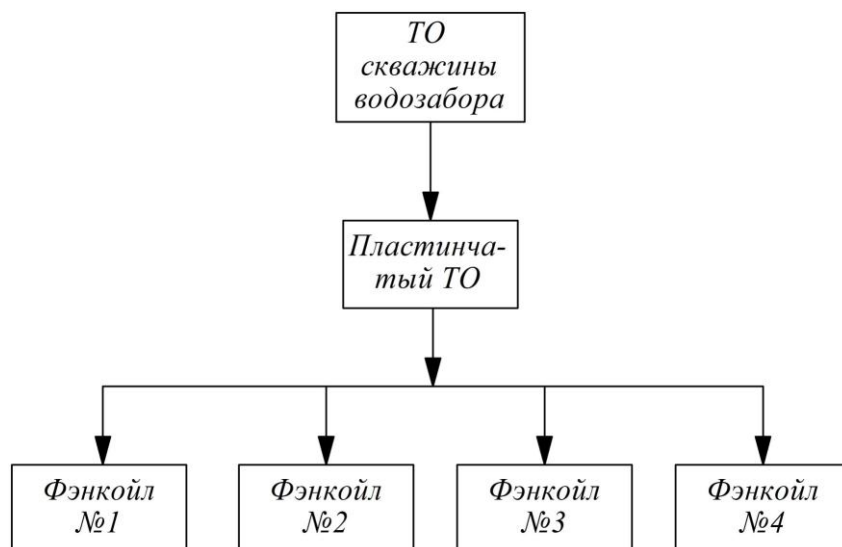 ТО
скважины
водозабора
Пластинча-
тый ТО
Фэнкойл
№1
Фэнкойл
№2
Фэнкойл
№3
Фэнкойл
№4